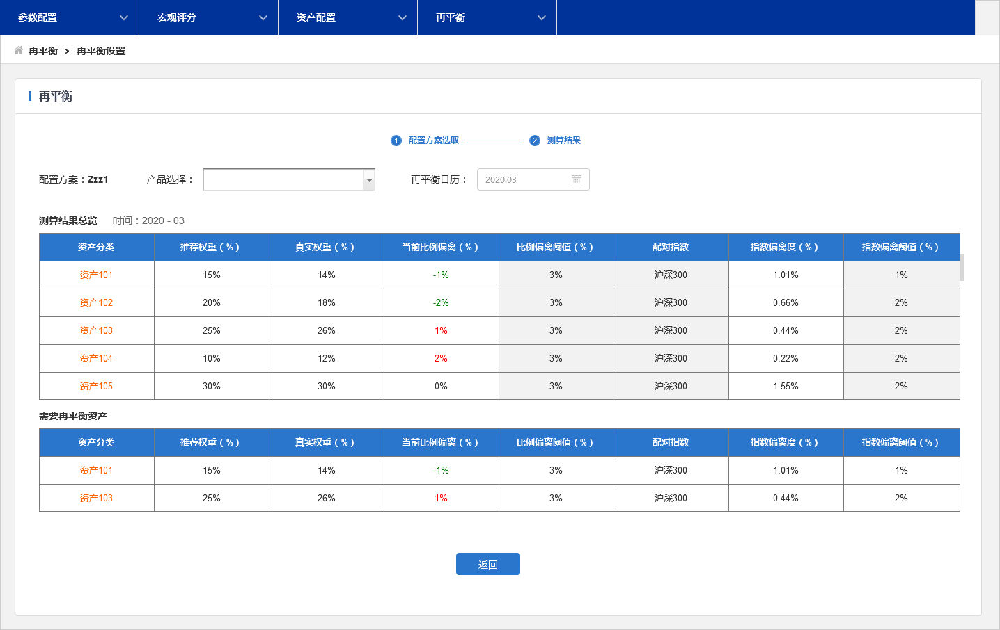 参数配置 宏观评分 资产配置 再平衡
再平衡 > 再平衡设置
再平衡
1 配置方案选取 2 测算结果
配置方案：Zzz1 产品选择： 再平衡日历： 2020.03
测算结果总览 时间：2020 - 03
资产分类 推荐权重（%） 真实权重（%） 当前比例偏离（%） 比例偏离阀值（%） 配对指数 指数偏离度（%） 指数偏离阀值（%）
资产101 15% 14% -1% 3% 沪深300 1.01% 1%
资产102 20% 18% -2% 3% 沪深300 0.66% 2%
资产103 25% 26% 1% 3% 沪深300 0.44% 2%
资产104 10% 12% 2% 3% 沪深300 0.22% 2%
资产105 30% 30% 0% 3% 沪深300 1.55% 2%
需要再平衡资产
资产分类 推荐权重（%） 真实权重（%） 当前比例偏离（%） 比例偏离阀值（%） 配对指数 指数偏离度（%） 指数偏离阀值（%）
资产101 15% 14% -1% 3% 沪深300 1.01% 1%
资产103 25% 26% 1% 3% 沪深300 0.44% 2%
返回